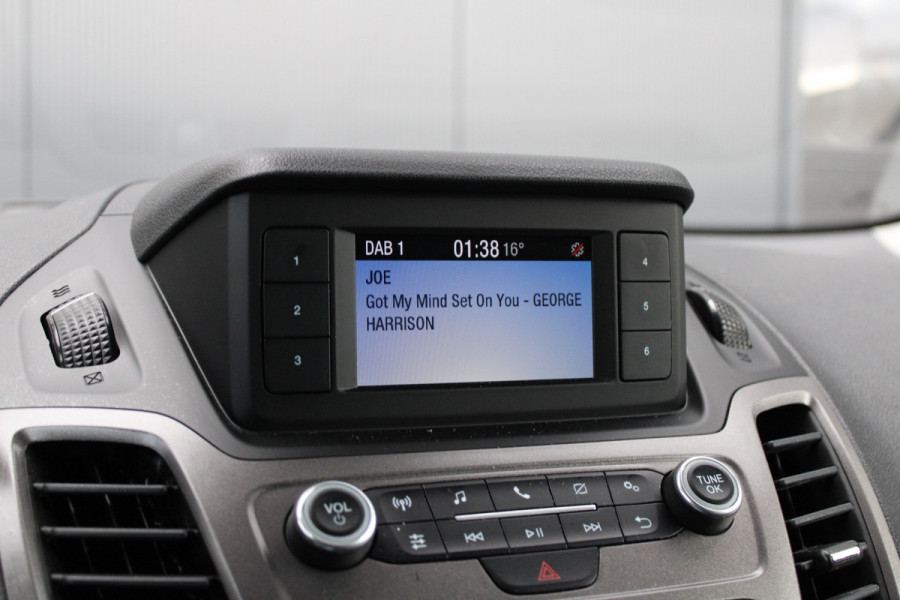 DAB 1 01:38 16°
JOE
Got My Mind Set On You - GEORGE
HARRISON
1
2
3
4
5
6
VOL
TUNE
OK